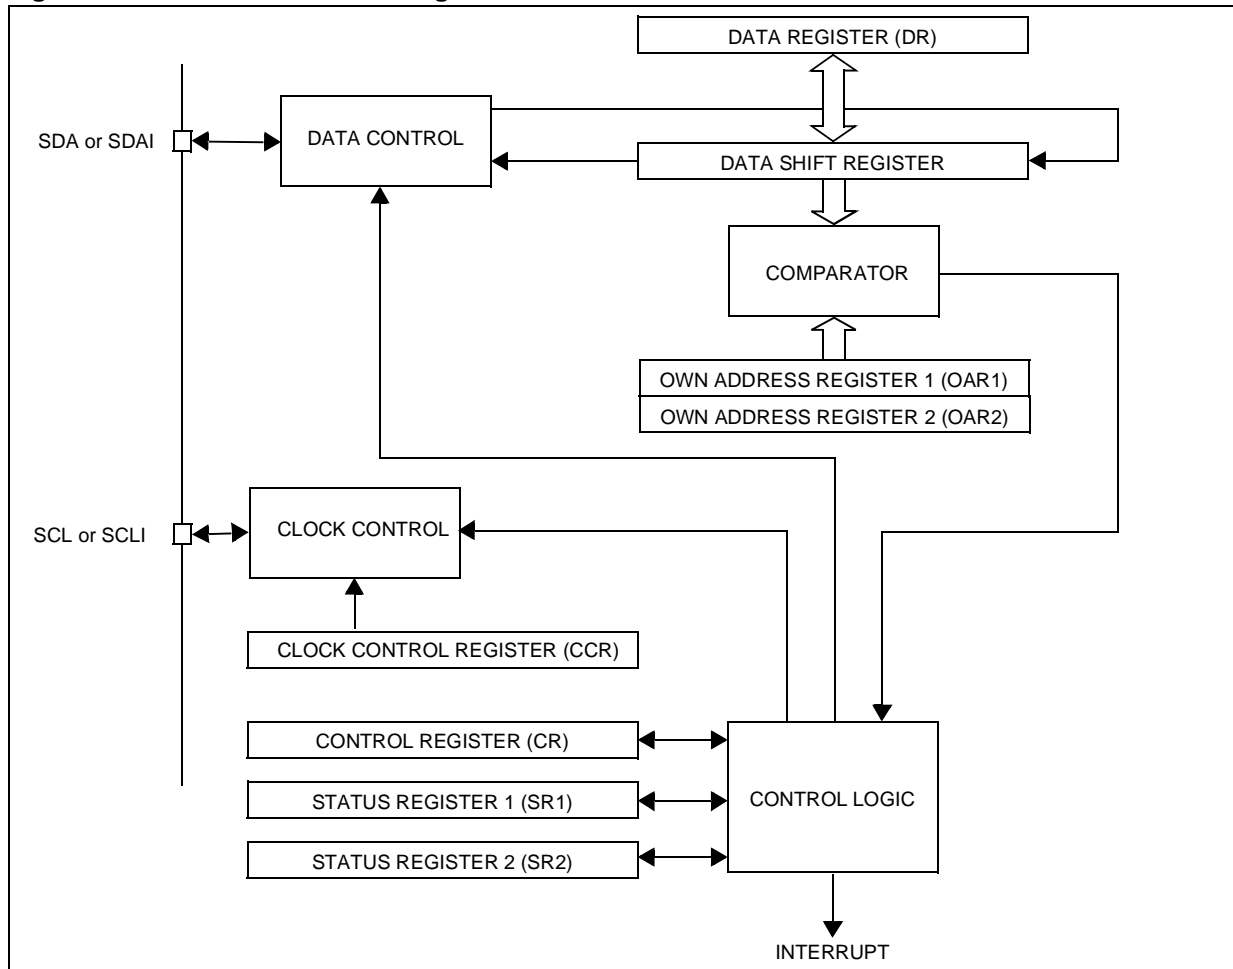 DATA REGISTER (DR)
SDA or SDAI
DATA CONTROL
DATA SHIFT REGISTER
COMPARATOR
OWN ADDRESS REGISTER 1 (OAR1)
OWN ADDRESS REGISTER 2 (OAR2)
SCL or SCLI
CLOCK CONTROL
CLOCK CONTROL REGISTER (CCR)
CONTROL REGISTER (CR)
STATUS REGISTER 1 (SR1)
CONTROL LOGIC
STATUS REGISTER 2 (SR2)
INTERRUPT